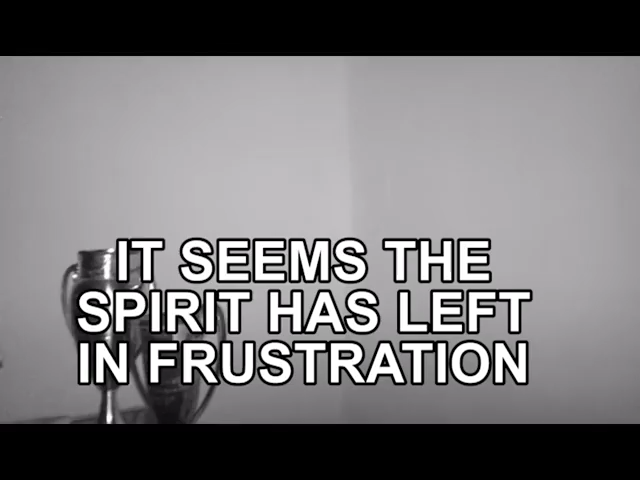 IT SEEMS THE
SPIRIT HAS LEFT
IN FRUSTRATION